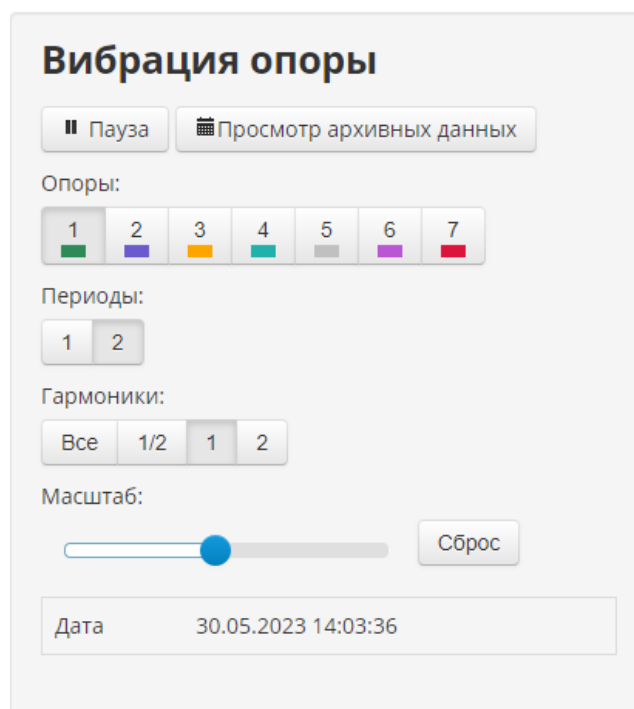 Вибрация опоры
Пауза Просмотр архивных данных
Опоры:
1 2 3 4 5 6 7
Периоды:
1 2
Гармоники:
Все 1/2 1 2
Масштаб:
Сброс
Дата 30.05.2023 14:03:36